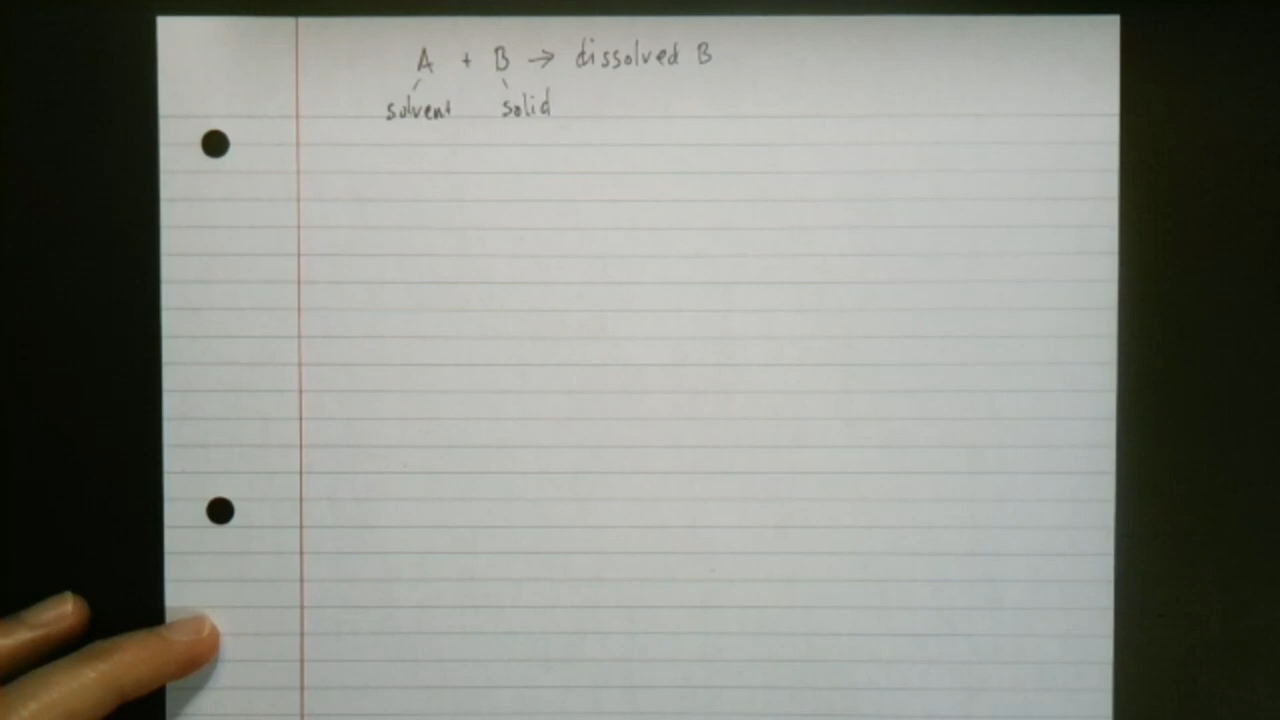 A + B → dissolved B
solvent solid